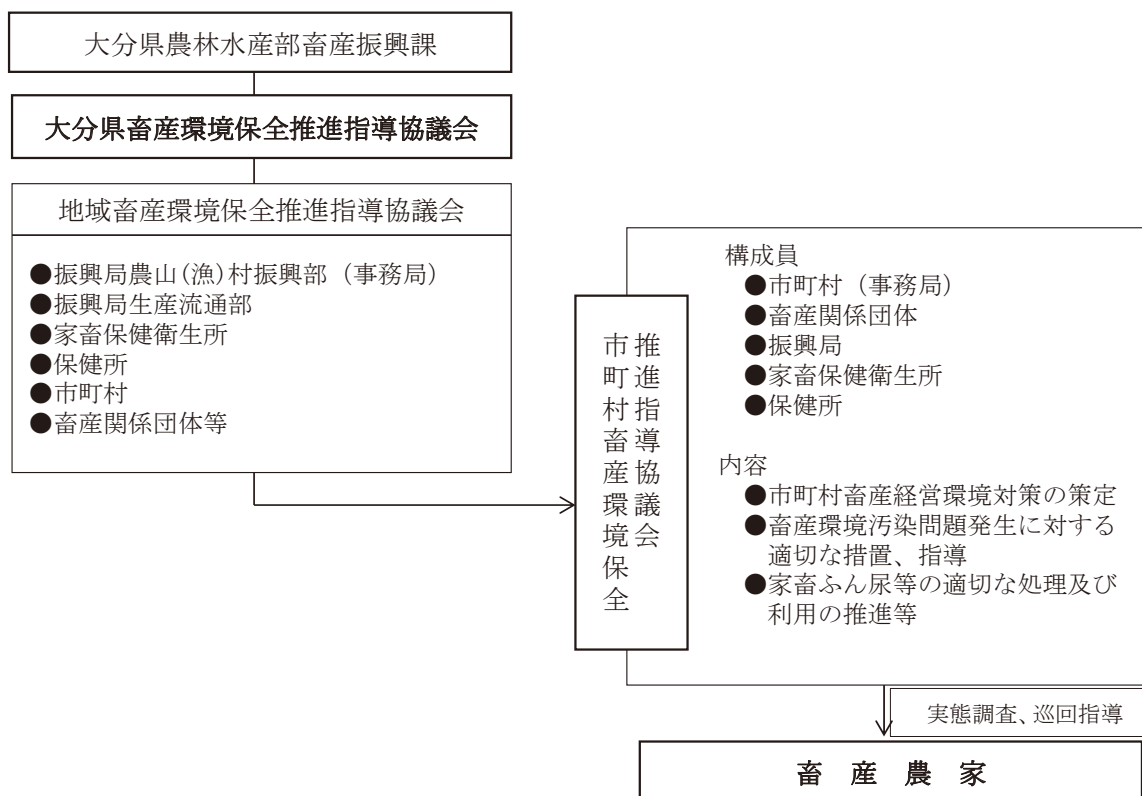 大分県農林水産部畜産振興課
大分県畜産環境保全推進指導協議会
地域畜産環境保全推進指導協議会
●振興局農山(漁)村振興部（事務局）
●振興局生産流通部
●家畜保健衛生所
●保健所
●市町村
●畜産関係団体等
市町村畜産環境保全
推進指導協議会
構成員
●市町村（事務局）
●畜産関係団体
●振興局
●家畜保健衛生所
●保健所
内容
●市町村畜産経営環境対策の策定
●畜産環境汚染問題発生に対する
適切な措置、指導
●家畜ふん尿等の適切な処理及び
利用の推進等
実態調査、巡回指導
畜　産　農　家